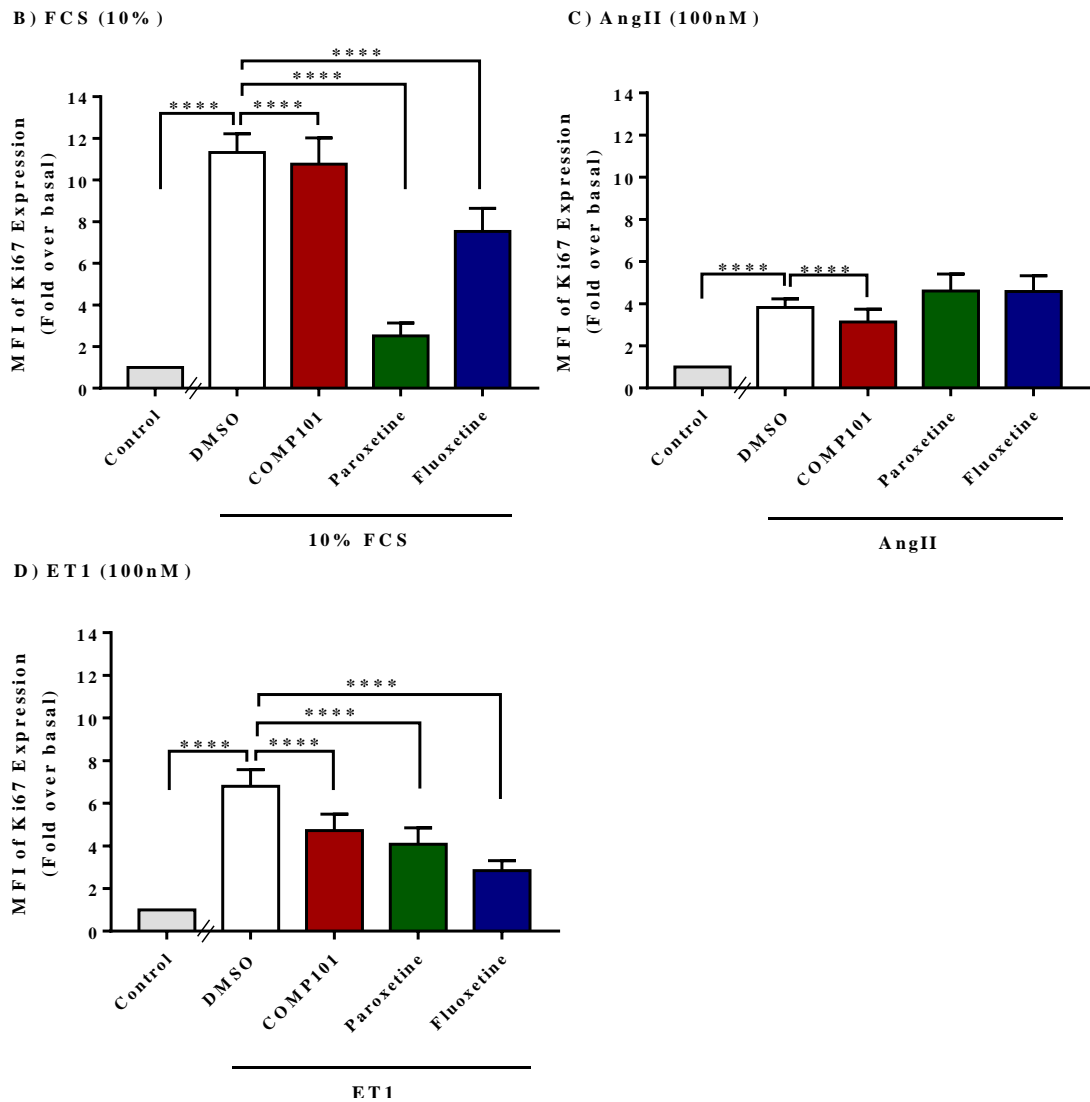 B) FCS (10%)
MFI of Ki67 Expression
(Fold over basal)
14
12
10
8
6
4
2
0
****
****
****
****
Control
DMSO
COMP101
Paroxetine
Fluoxetine
10% FCS
C) AngII (100nM)
MFI of Ki67 Expression
(Fold over basal)
14
12
10
8
6
4
2
0
****
****
Control
DMSO
COMP101
Paroxetine
Fluoxetine
AngII
D) ET1 (100nM)
MFI of Ki67 Expression
(Fold over basal)
14
12
10
8
6
4
2
0
****
****
****
****
Control
DMSO
COMP101
Paroxetine
Fluoxetine
ET1